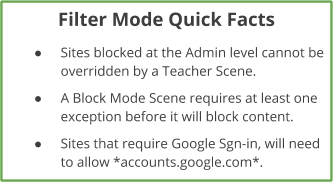 Filter Mode Quick Facts
● Sites blocked at the Admin level cannot be
overridden by a Teacher Scene.
● A Block Mode Scene requires at least one
exception before it will block content.
● Sites that require Google Sgn-in, will need
to allow *accounts.google.com*.